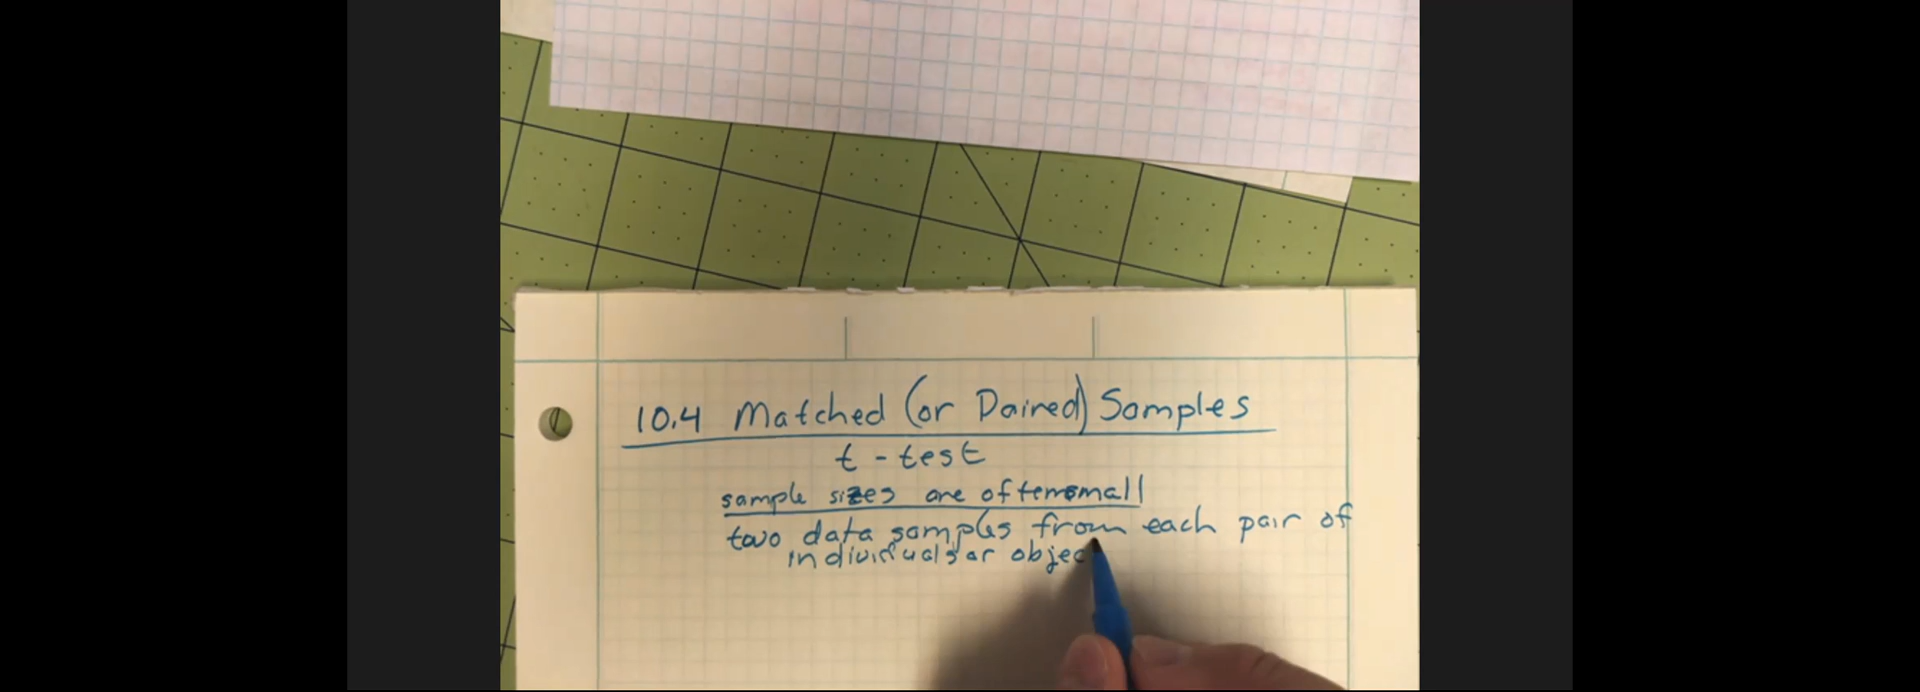 10.4 Matched (or Paired) Samples
t-test
sample sizes are often small
two data samples from each pair of
individuals or objec